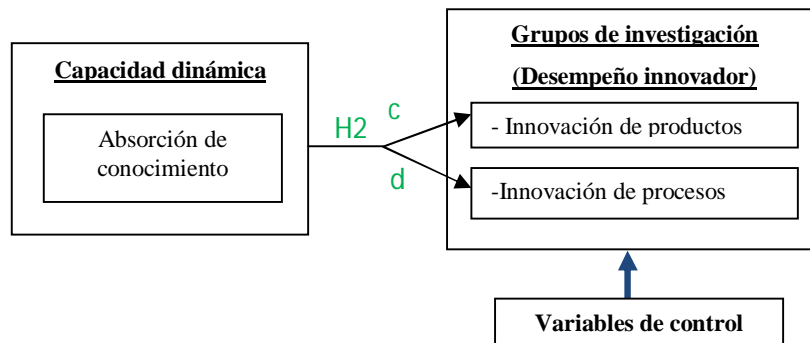 Capacidad dinámica
Absorción de
conocimiento
H2
c
d
Grupos de investigación
(Desempeño innovador)
- Innovación de productos
-Innovación de procesos
Variables de control